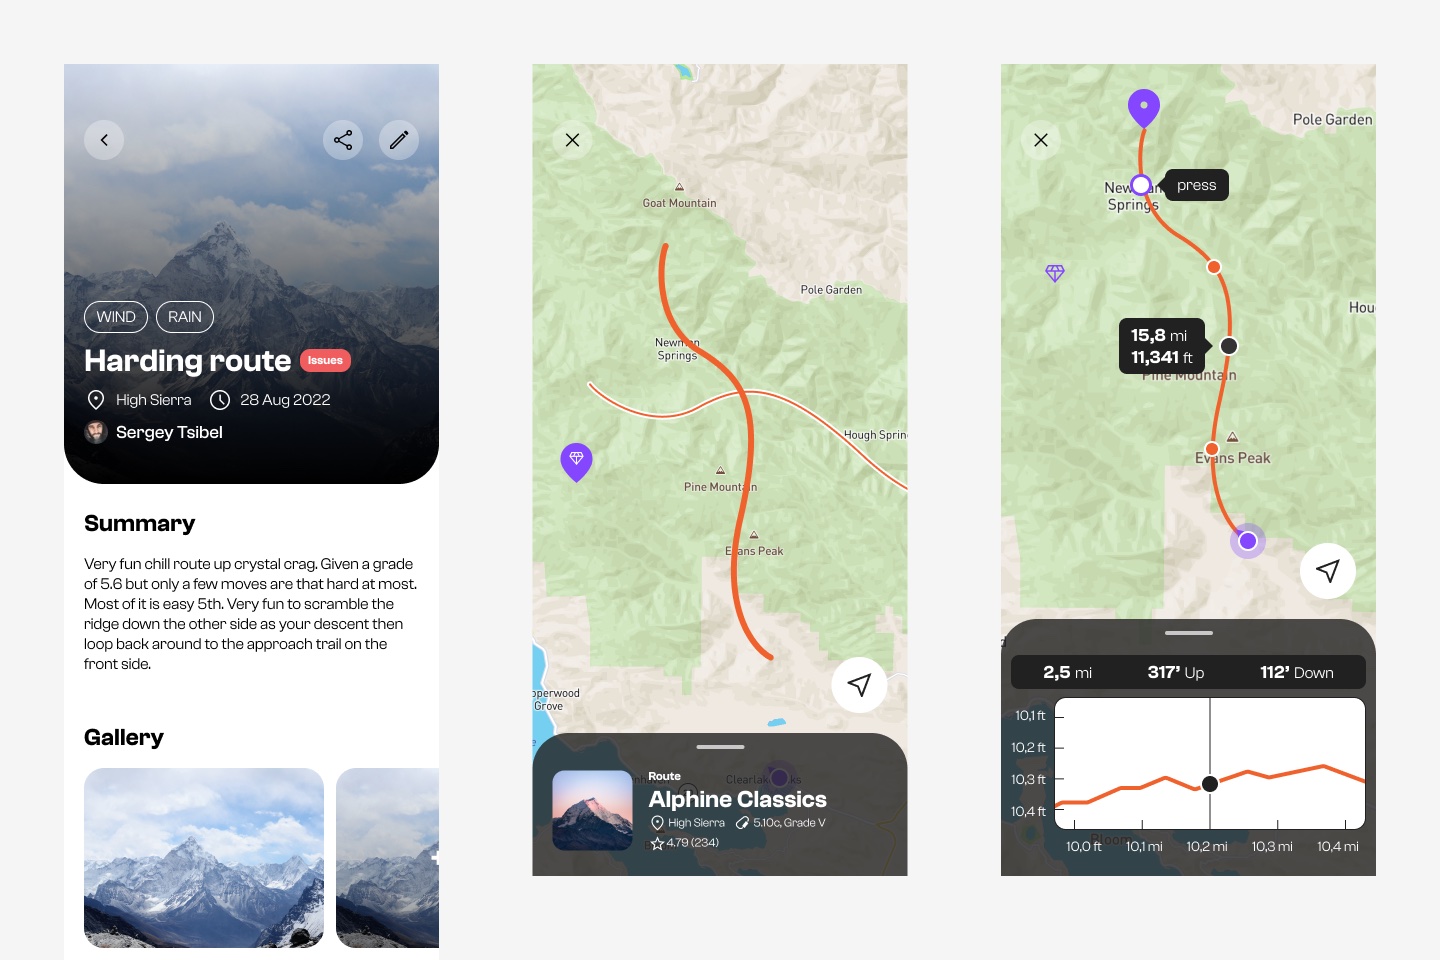 WIND
RAIN
Harding route
Issues
High Sierra
28 Aug 2022
Sergey Tsibel
Summary
Very fun chill route up crystal crag. Given a grade
of 5.6 but only a few moves are that hard at most.
Most of it is easy 5th. Very fun to scramble the
ridge down the other side as your descent then
loop back around to the approach trail on the
front side.
Gallery
Goat Mountain
Pole Garden
Newman
Springs
Hough Sprin
Pine Mountain
Evans Peak
pperwood
Grove
Route
Alphine Classics
High Sierra
5.10c, Grade V
4.79 (234)
Pole Garden
Newman
Springs
press
Hou
15,8 mi
11,341 ft
Pine Mountain
Evans Peak
2,5 mi
317’ Up
112’ Down
10,1 ft
10,2 ft
10,3 ft
10,4 ft
Bloom
10,0 ft
10,1 mi
10,2 mi
10,3 mi
10,4 mi